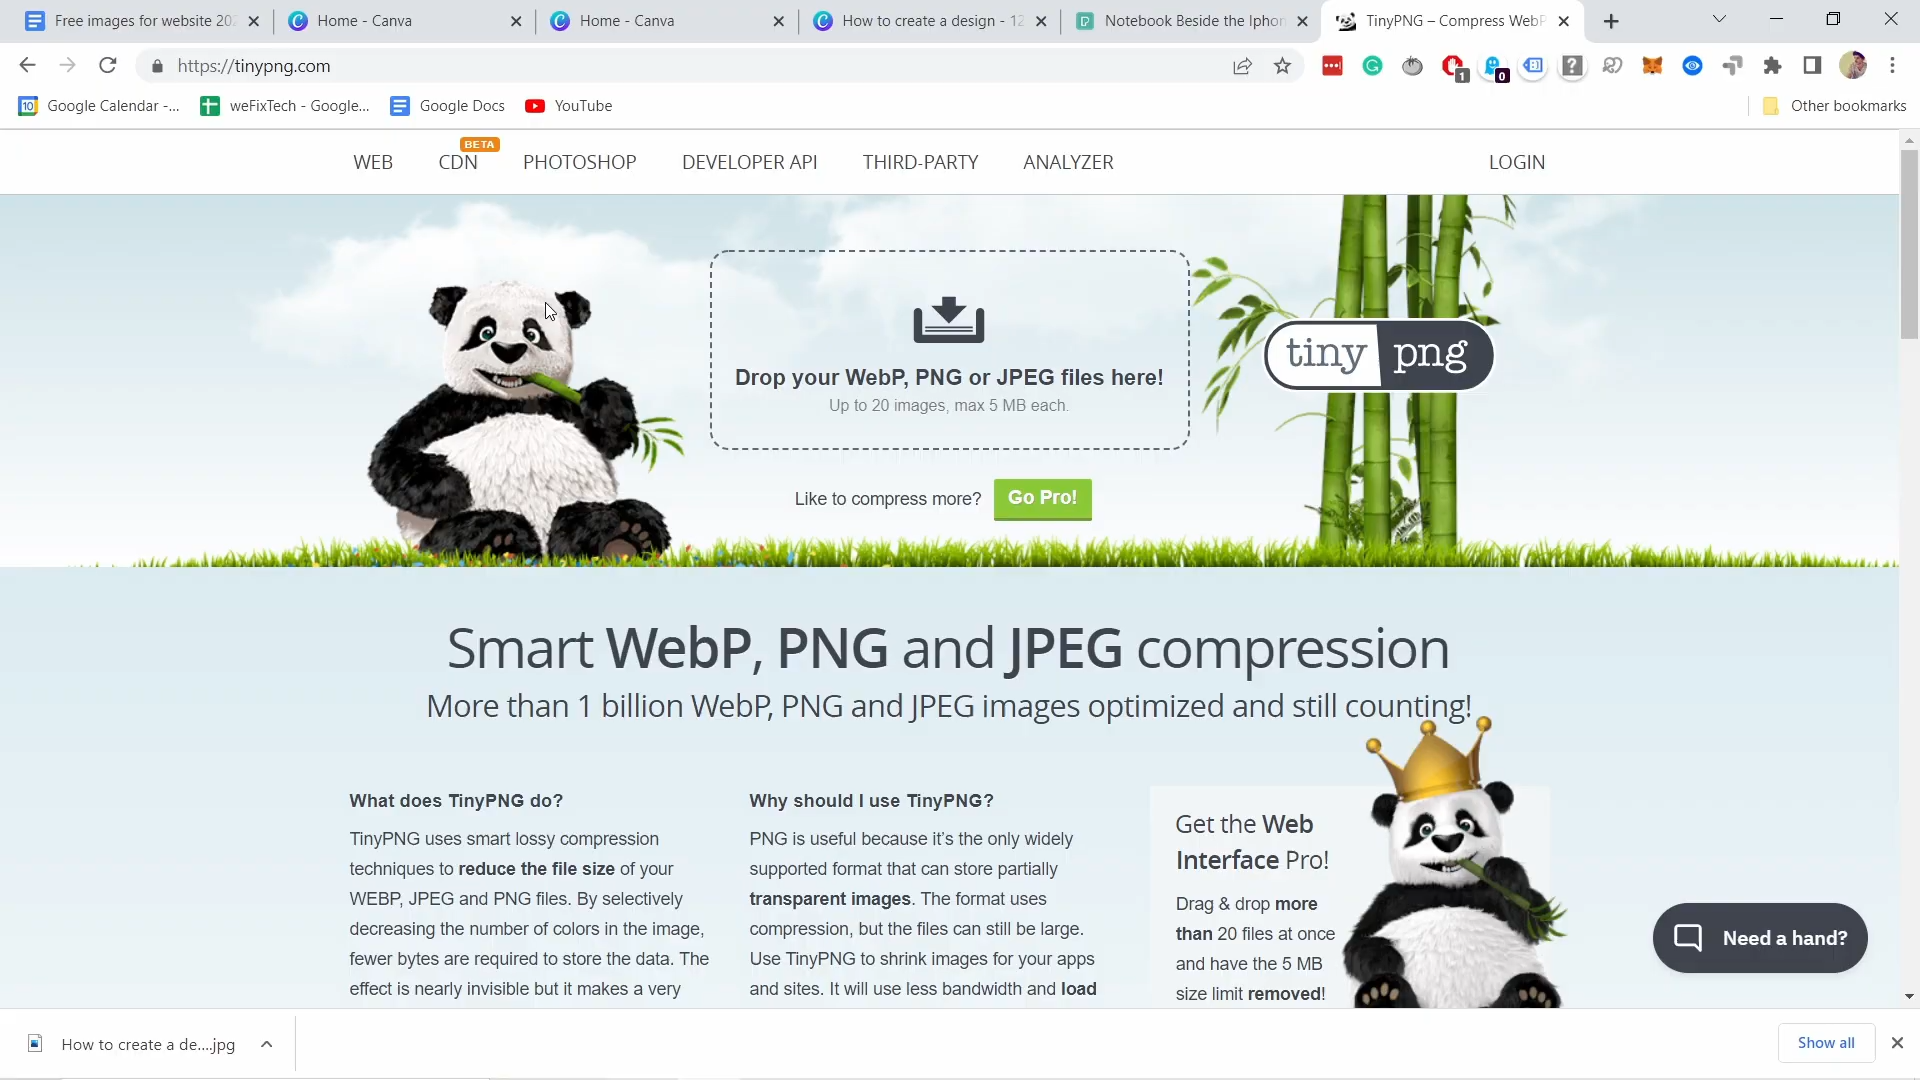 Free images for website 202
Home - Canva
Home - Canva
How to create a design - 12
Notebook Beside the Iphon
TinyPNG – Compress WebP
https://tinypng.com
1
0
10
Google Calendar -...
weFixTech - Google...
Google Docs
YouTube
Other bookmarks
WEB
CDN
BETA
PHOTOSHOP
DEVELOPER API
THIRD-PARTY
ANALYZER
LOGIN
Drop your WebP, PNG or JPEG files here!
Up to 20 images, max 5 MB each.
tiny png
Like to compress more?
Go Pro!
Smart WebP, PNG and JPEG compression
More than 1 billion WebP, PNG and JPEG images optimized and still counting!
What does TinyPNG do?
TinyPNG uses smart lossy compression
techniques to reduce the file size of your
WEBP, JPEG and PNG files. By selectively
decreasing the number of colors in the image,
fewer bytes are required to store the data. The
effect is nearly invisible but it makes a very
Why should I use TinyPNG?
PNG is useful because it's the only widely
supported format that can store partially
transparent images. The format uses
compression, but the files can still be large.
Use TinyPNG to shrink images for your apps
and sites. It will use less bandwidth and load
Get the Web
Interface Pro!
Drag & drop more
than 20 files at once
and have the 5 MB
size limit removed!
Need a hand?
How to create a de....jpg
Show all